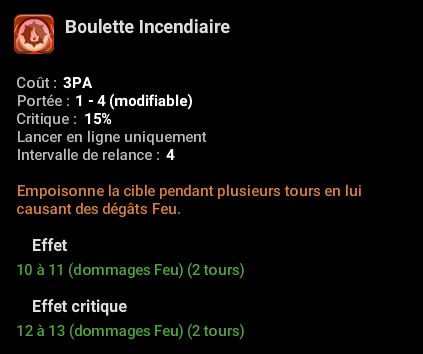 Boulette Incendiaire
Coût : 3PA
Portée : 1 - 4 (modifiable)
Critique : 15%
Lancer en ligne uniquement
Intervalle de relance : 4
Empoisonne la cible pendant plusieurs tours en lui
causant des dégâts Feu.
Effet
10 à 11 (dommages Feu) (2 tours)
Effet critique
12 à 13 (dommages Feu) (2 tours)